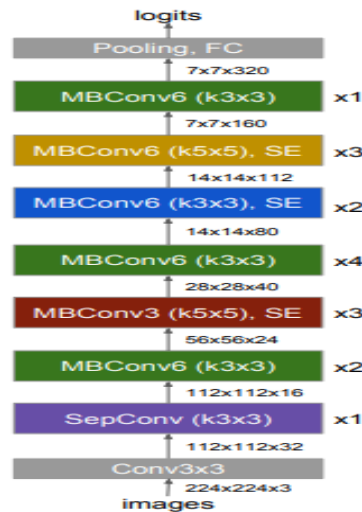 logits
Pooling, FC
7x7x320
MBConv6 (k3x3) x1
7x7x160
MBConv6 (k5x5), SE x3
14x14x112
MBConv6 (k3x3), SE x2
14x14x80
MBConv6 (k3x3) x4
28x28x40
MBConv3 (k5x5), SE x3
56x56x24
MBConv6 (k3x3) x2
112x112x16
SepConv (k3x3) x1
112x112x32
Conv3x3
224x224x3
images